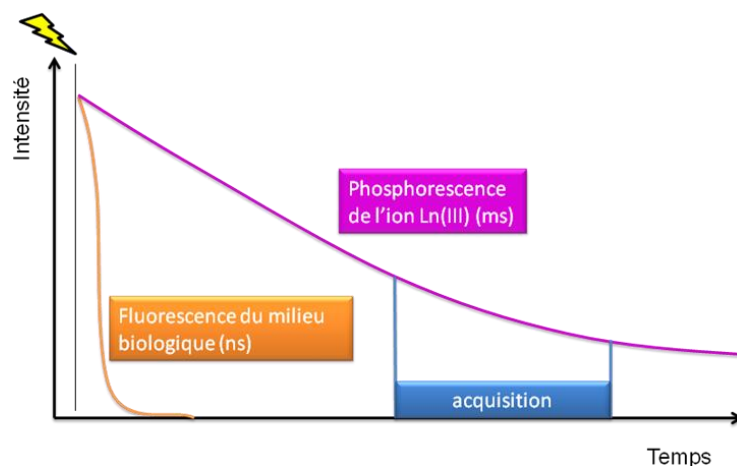 Intensité
Phosphorescence
de l'ion Ln(III) (ms)
Fluorescence du milieu
biologique (ns)
acquisition
Temps